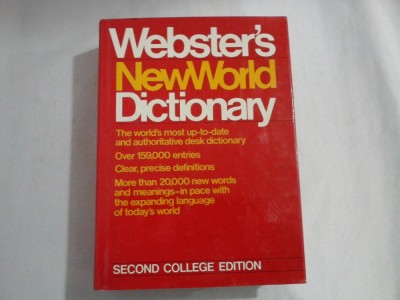 Webster's
NewWorld
Dictionary
The world's most up-to-date
and authoritative desk dictionary
Over 159,000 entries
Clear, precise definitions
More than 20,000 new words
and meanings–in pace with
the expanding language
of today's world
SECOND COLLEGE EDITION